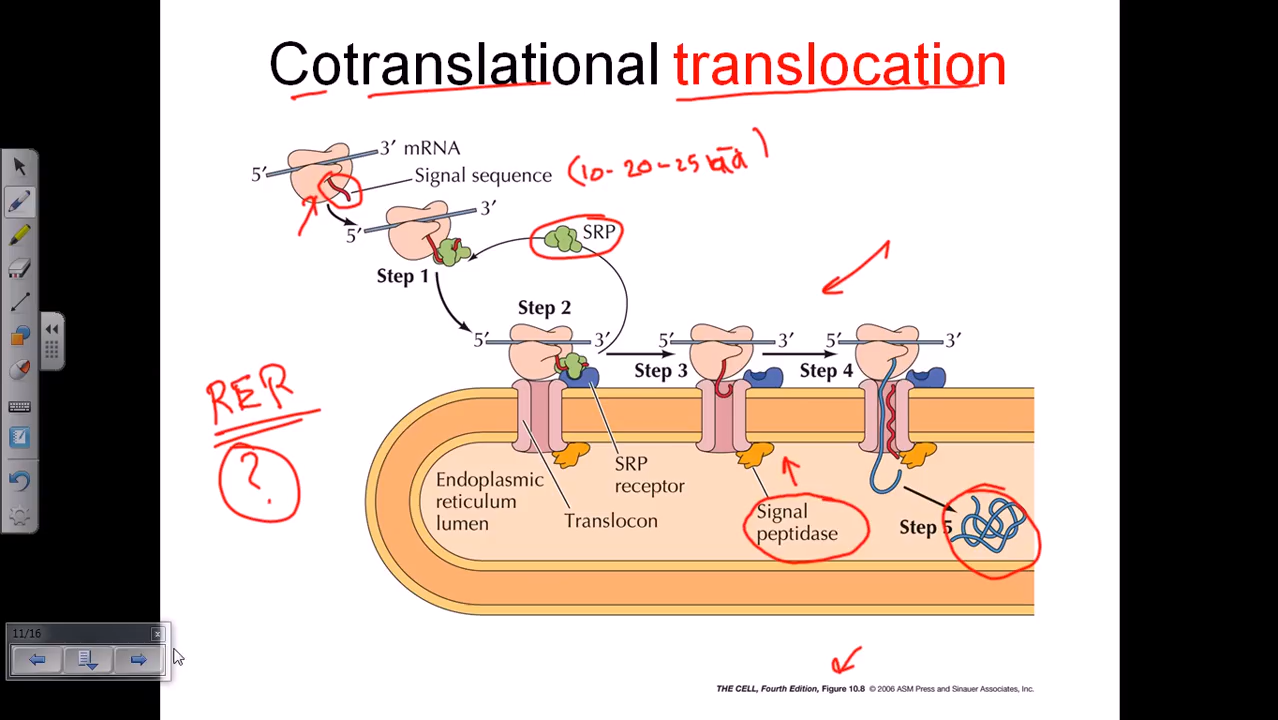 Cotranslational translocation
3′ mRNA
5′
Signal sequence
(10-20-25 aa)
3′
5′
SRP
Step 1
Step 2
5′
3′
5′
3′
5′
3′
Step 3
Step 4
RER
?
Endoplasmic
reticulum
lumen
SRP
receptor
Translocon
Signal
peptidase
Step 5
11/16
THE CELL, Fourth Edition, Figure 10.8 © 2006 ASM Press and Sinauer Associates, Inc.